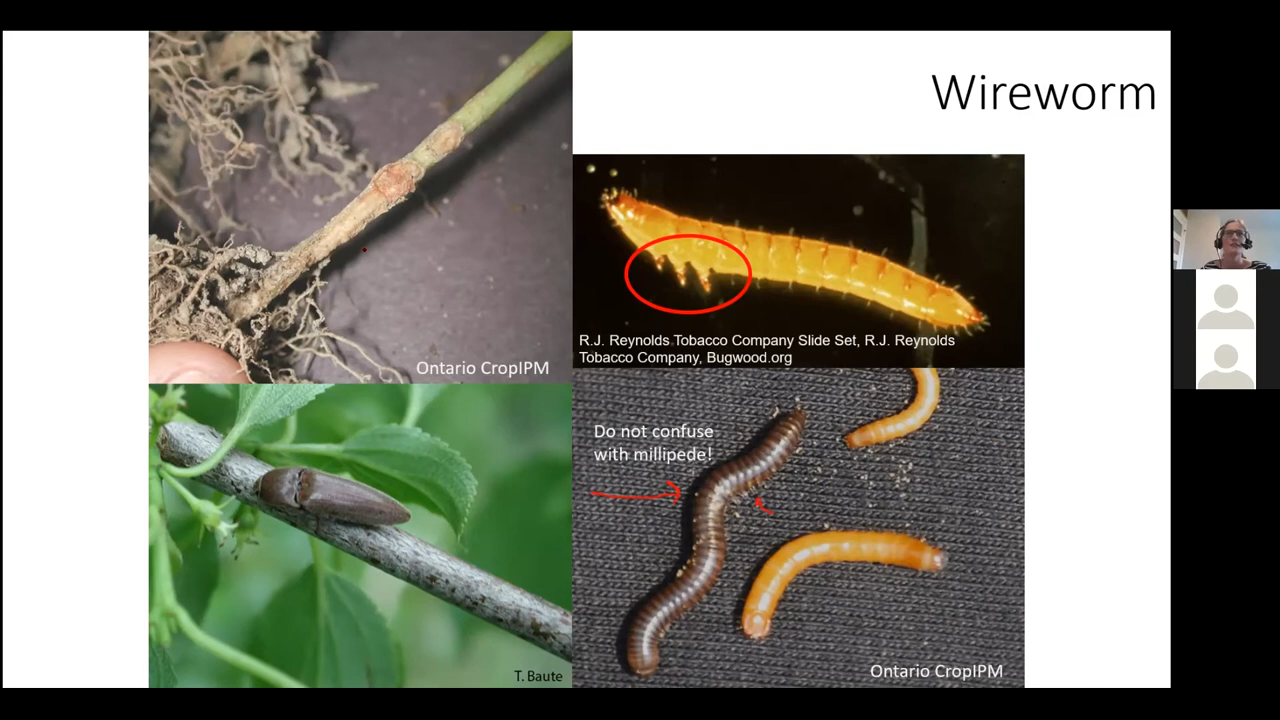 Wireworm
Ontario CropIPM
R.J. Reynolds Tobacco Company Slide Set, R.J. Reynolds
Tobacco Company, Bugwood.org
Do not confuse
with millipede!
T. Baute
Ontario CropIPM